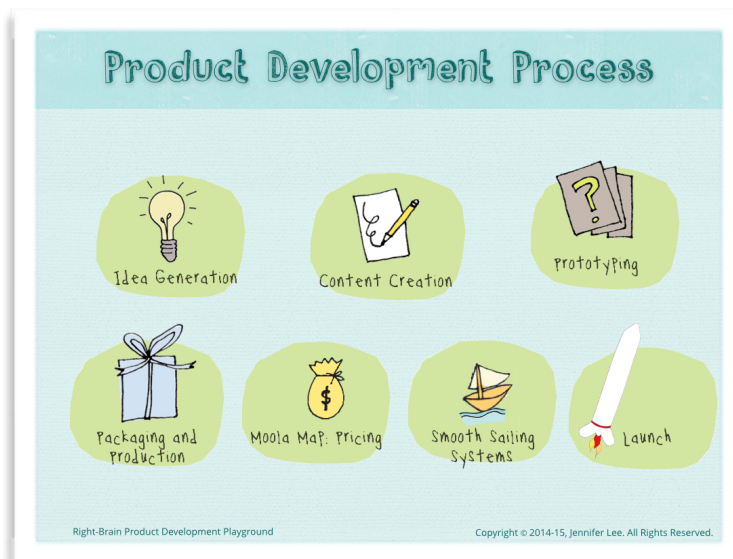 Product Development Process
Idea Generation
Content Creation
Prototyping
?
Packaging and
Production
$
Moola Map: Pricing
Smooth Sailing
Systems
Launch
Right-Brain Product Development Playground
Copyright © 2014-15, Jennifer Lee. All Rights Reserved.